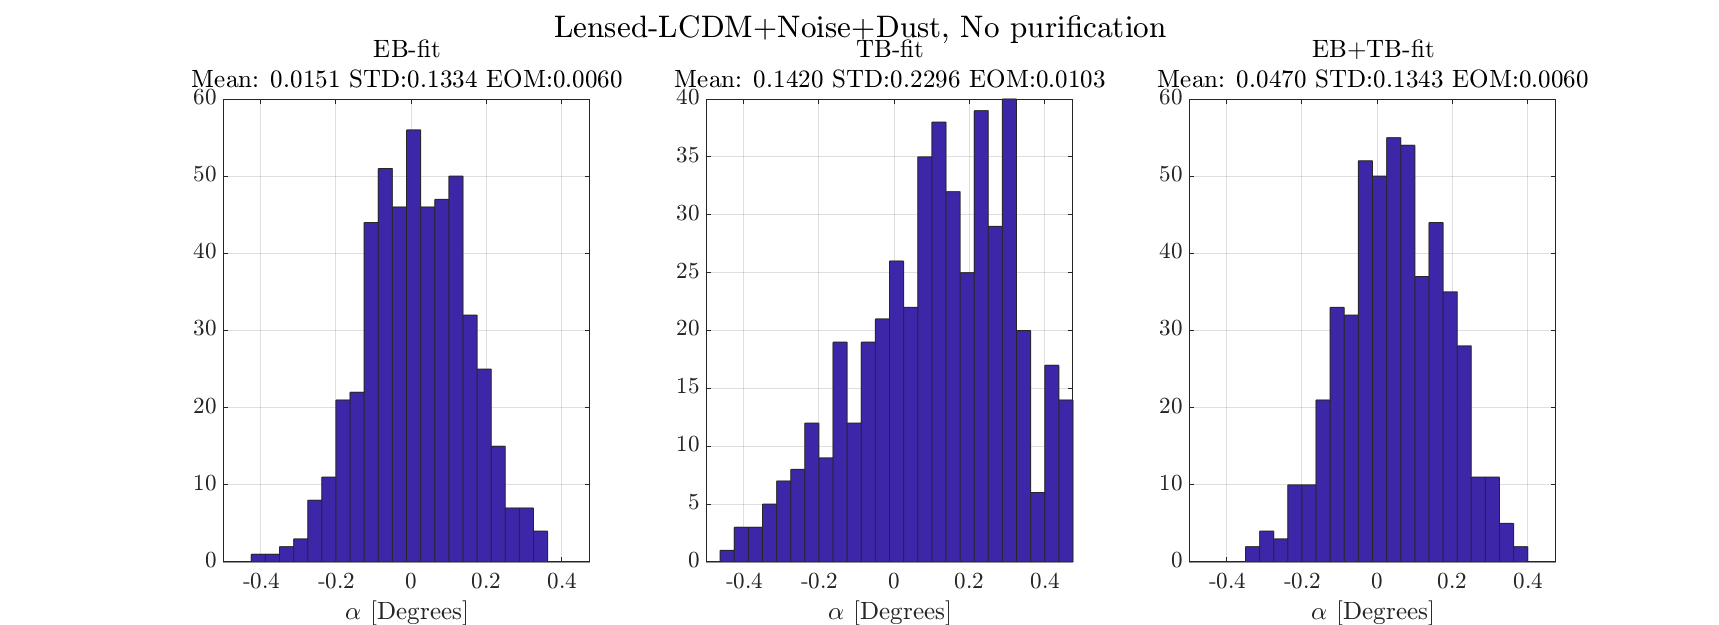 Lensed-LCDM+Noise+Dust, No purification
EB-fit
Mean: 0.0151 STD:0.1334 EOM:0.0060
60
50
40
30
20
10
0
-0.4 -0.2 0 0.2 0.4
α [Degrees]
TB-fit
Mean: 0.1420 STD:0.2296 EOM:0.0103
40
35
30
25
20
15
10
5
0
-0.4 -0.2 0 0.2 0.4
α [Degrees]
EB+TB-fit
Mean: 0.0470 STD:0.1343 EOM:0.0060
60
50
40
30
20
10
0
-0.4 -0.2 0 0.2 0.4
α [Degrees]